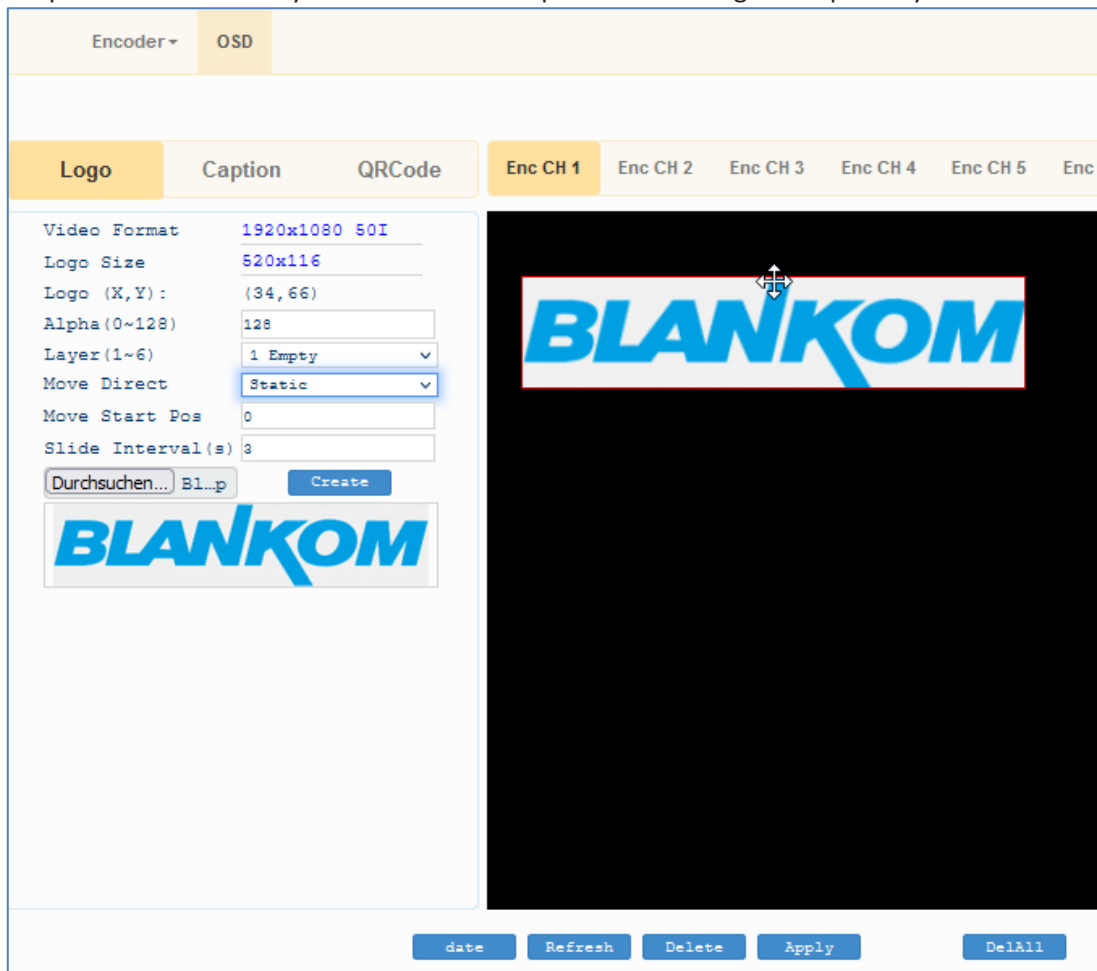 Encoder OSD
Logo Caption QRCode Enc CH 1 Enc CH 2 Enc CH 3 Enc CH 4 Enc CH 5 Enc
Video Format 1920x1080 50I
Logo Size 520x116
Logo (X,Y): (34,66)
Alpha(0~128) 128
Layer(1~6) 1 Empty
Move Direct Static
Move Start Pos 0
Slide Interval(s) 3
Durchsuchen... Bl…p Create
BLANKOM
BLANKOM
date Refresh Delete Apply DelAll